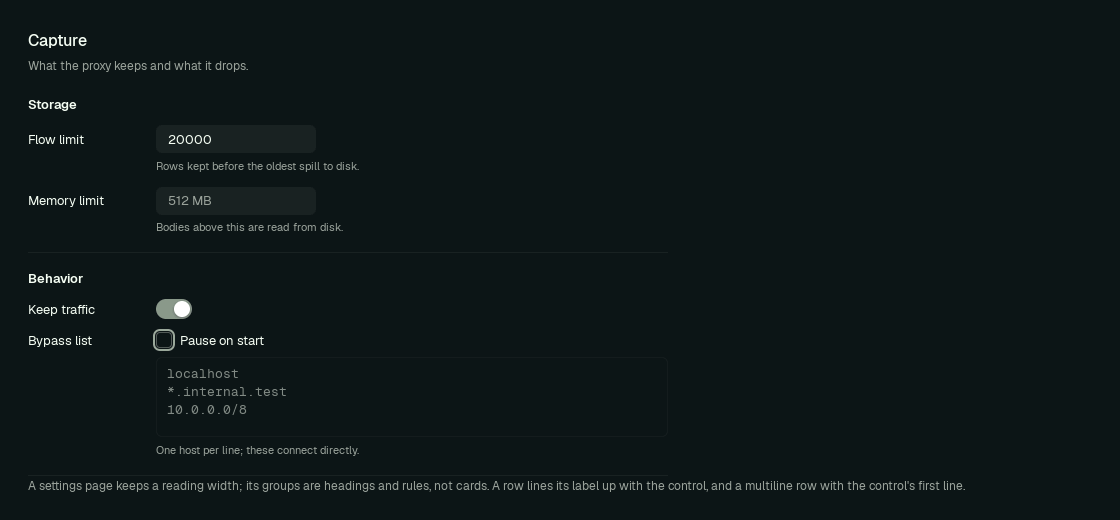 Capture
What the proxy keeps and what it drops.
Storage
Flow limit
20000
Rows kept before the oldest spill to disk.
Memory limit
512 MB
Bodies above this are read from disk.
Behavior
Keep traffic
Bypass list
Pause on start
localhost
*.internal.test
10.0.0.0/8
One host per line; these connect directly.
A settings page keeps a reading width; its groups are headings and rules, not cards. A row lines its label up with the control, and a multiline row with the control's first line.